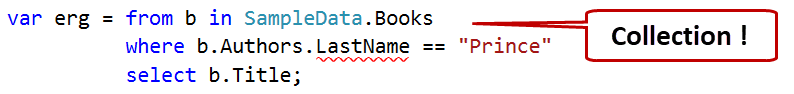 var erg = from b in SampleData.Books
where b.Authors.LastName == "Prince"
select b.Title;
Collection !